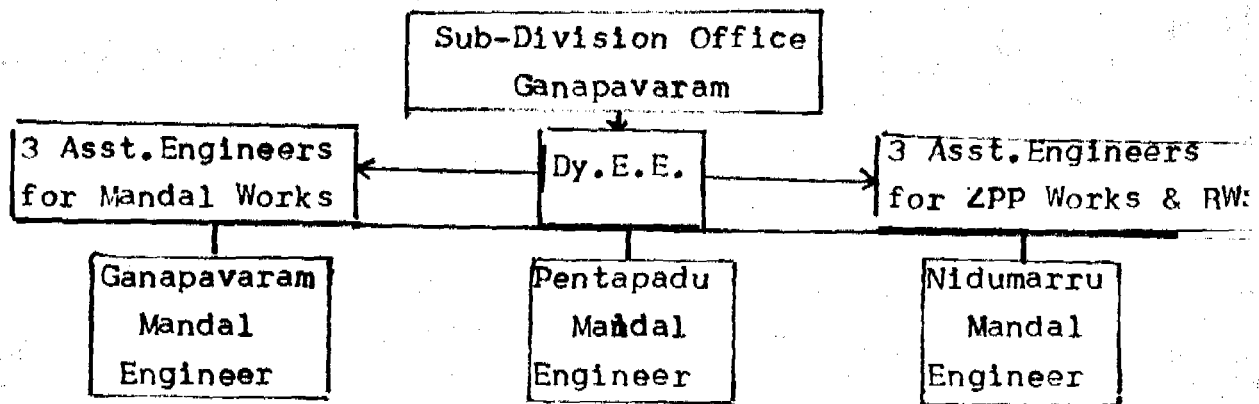 Sub-Division Office
Ganapavaram
3 Asst.Engineers
for Mandal Works
Dy.E.E.
3 Asst.Engineers
for ZPP Works & RWS
Ganapavaram
Mandal
Engineer
Pentapadu
Mandal
Engineer
Nidumarru
Mandal
Engineer